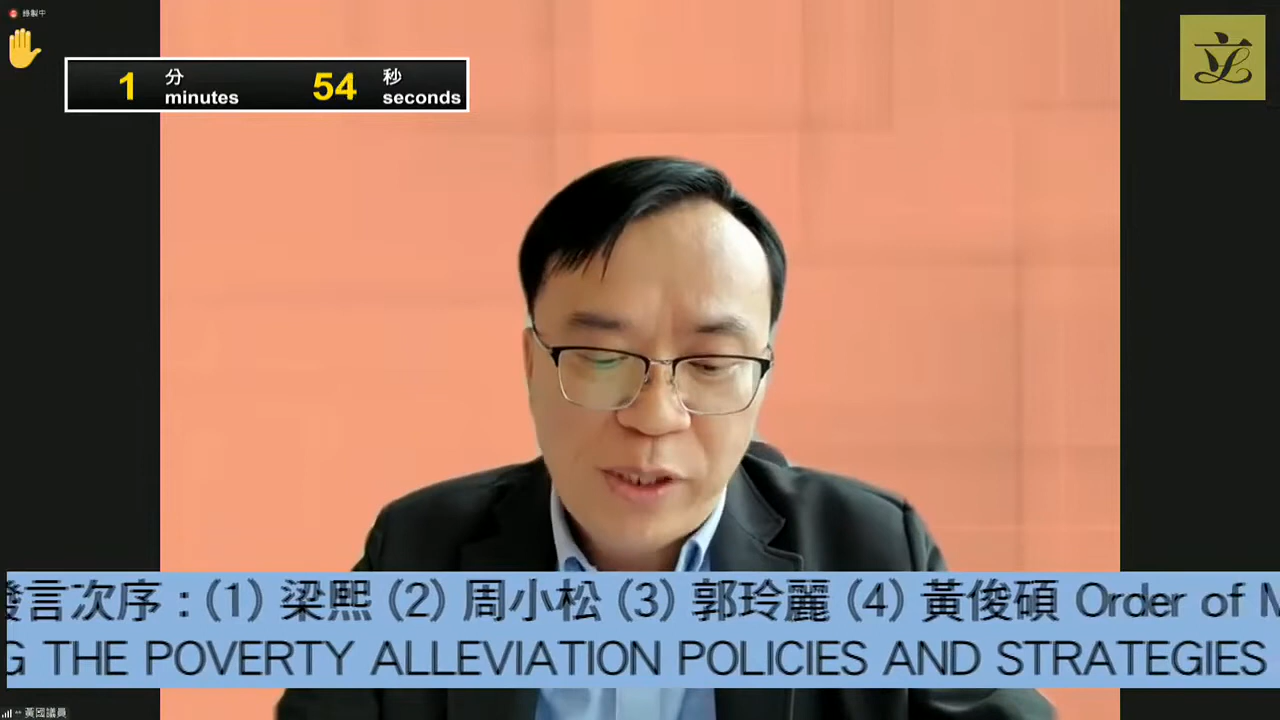 錄製中
1 分 minutes 54 秒 seconds
立
發言次序 : (1) 梁熙 (2) 周小松 (3) 郭玲麗 (4) 黃俊碩 Order of M
G THE POVERTY ALLEVIATION POLICIES AND STRATEGIES
黃國議員